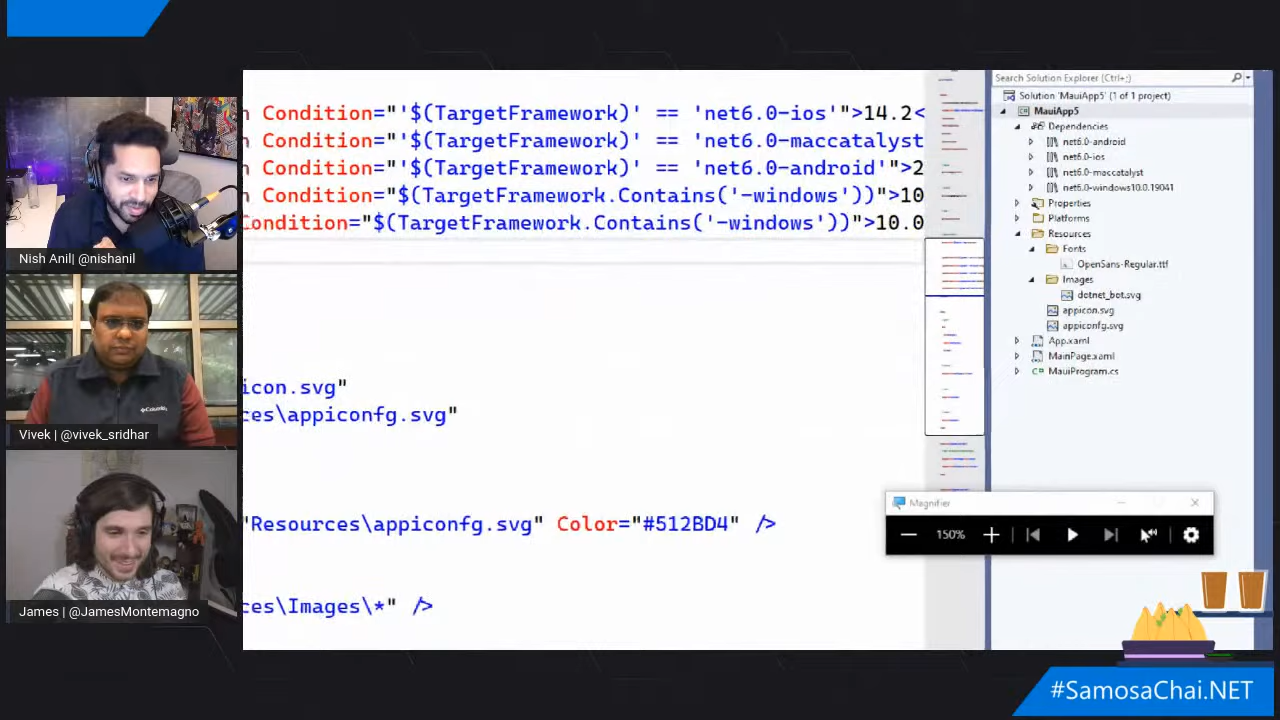 Nish Anil| @nishanil
Vivek | @vivek_sridhar
James | @JamesMontemagno
n Condition="'$(TargetFramework)' == 'net6.0-ios'">14.2<
n Condition="'$(TargetFramework)' == 'net6.0-maccatalyst
n Condition="'$(TargetFramework)' == 'net6.0-android'">2
n Condition="$(TargetFramework.Contains('-windows'))">10
Condition="$(TargetFramework.Contains('-windows'))">10.0
icon.svg"
ces\appiconfg.svg"
"Resources\appiconfg.svg" Color="#512BD4" />
ces\Images\*" />
Search Solution Explorer (Ctrl+;)
Solution 'MauiApp5' (1 of 1 project)
MauiApp5
Dependencies
net6.0-android
net6.0-ios
net6.0-maccatalyst
net6.0-windows10.0.19041
Properties
Platforms
Resources
Fonts
OpenSans-Regular.ttf
Images
dotnet_bot.svg
appicon.svg
appiconfg.svg
App.xaml
MainPage.xaml
C# MauiProgram.cs
Magnifier
150%
#SamosaChai.NET